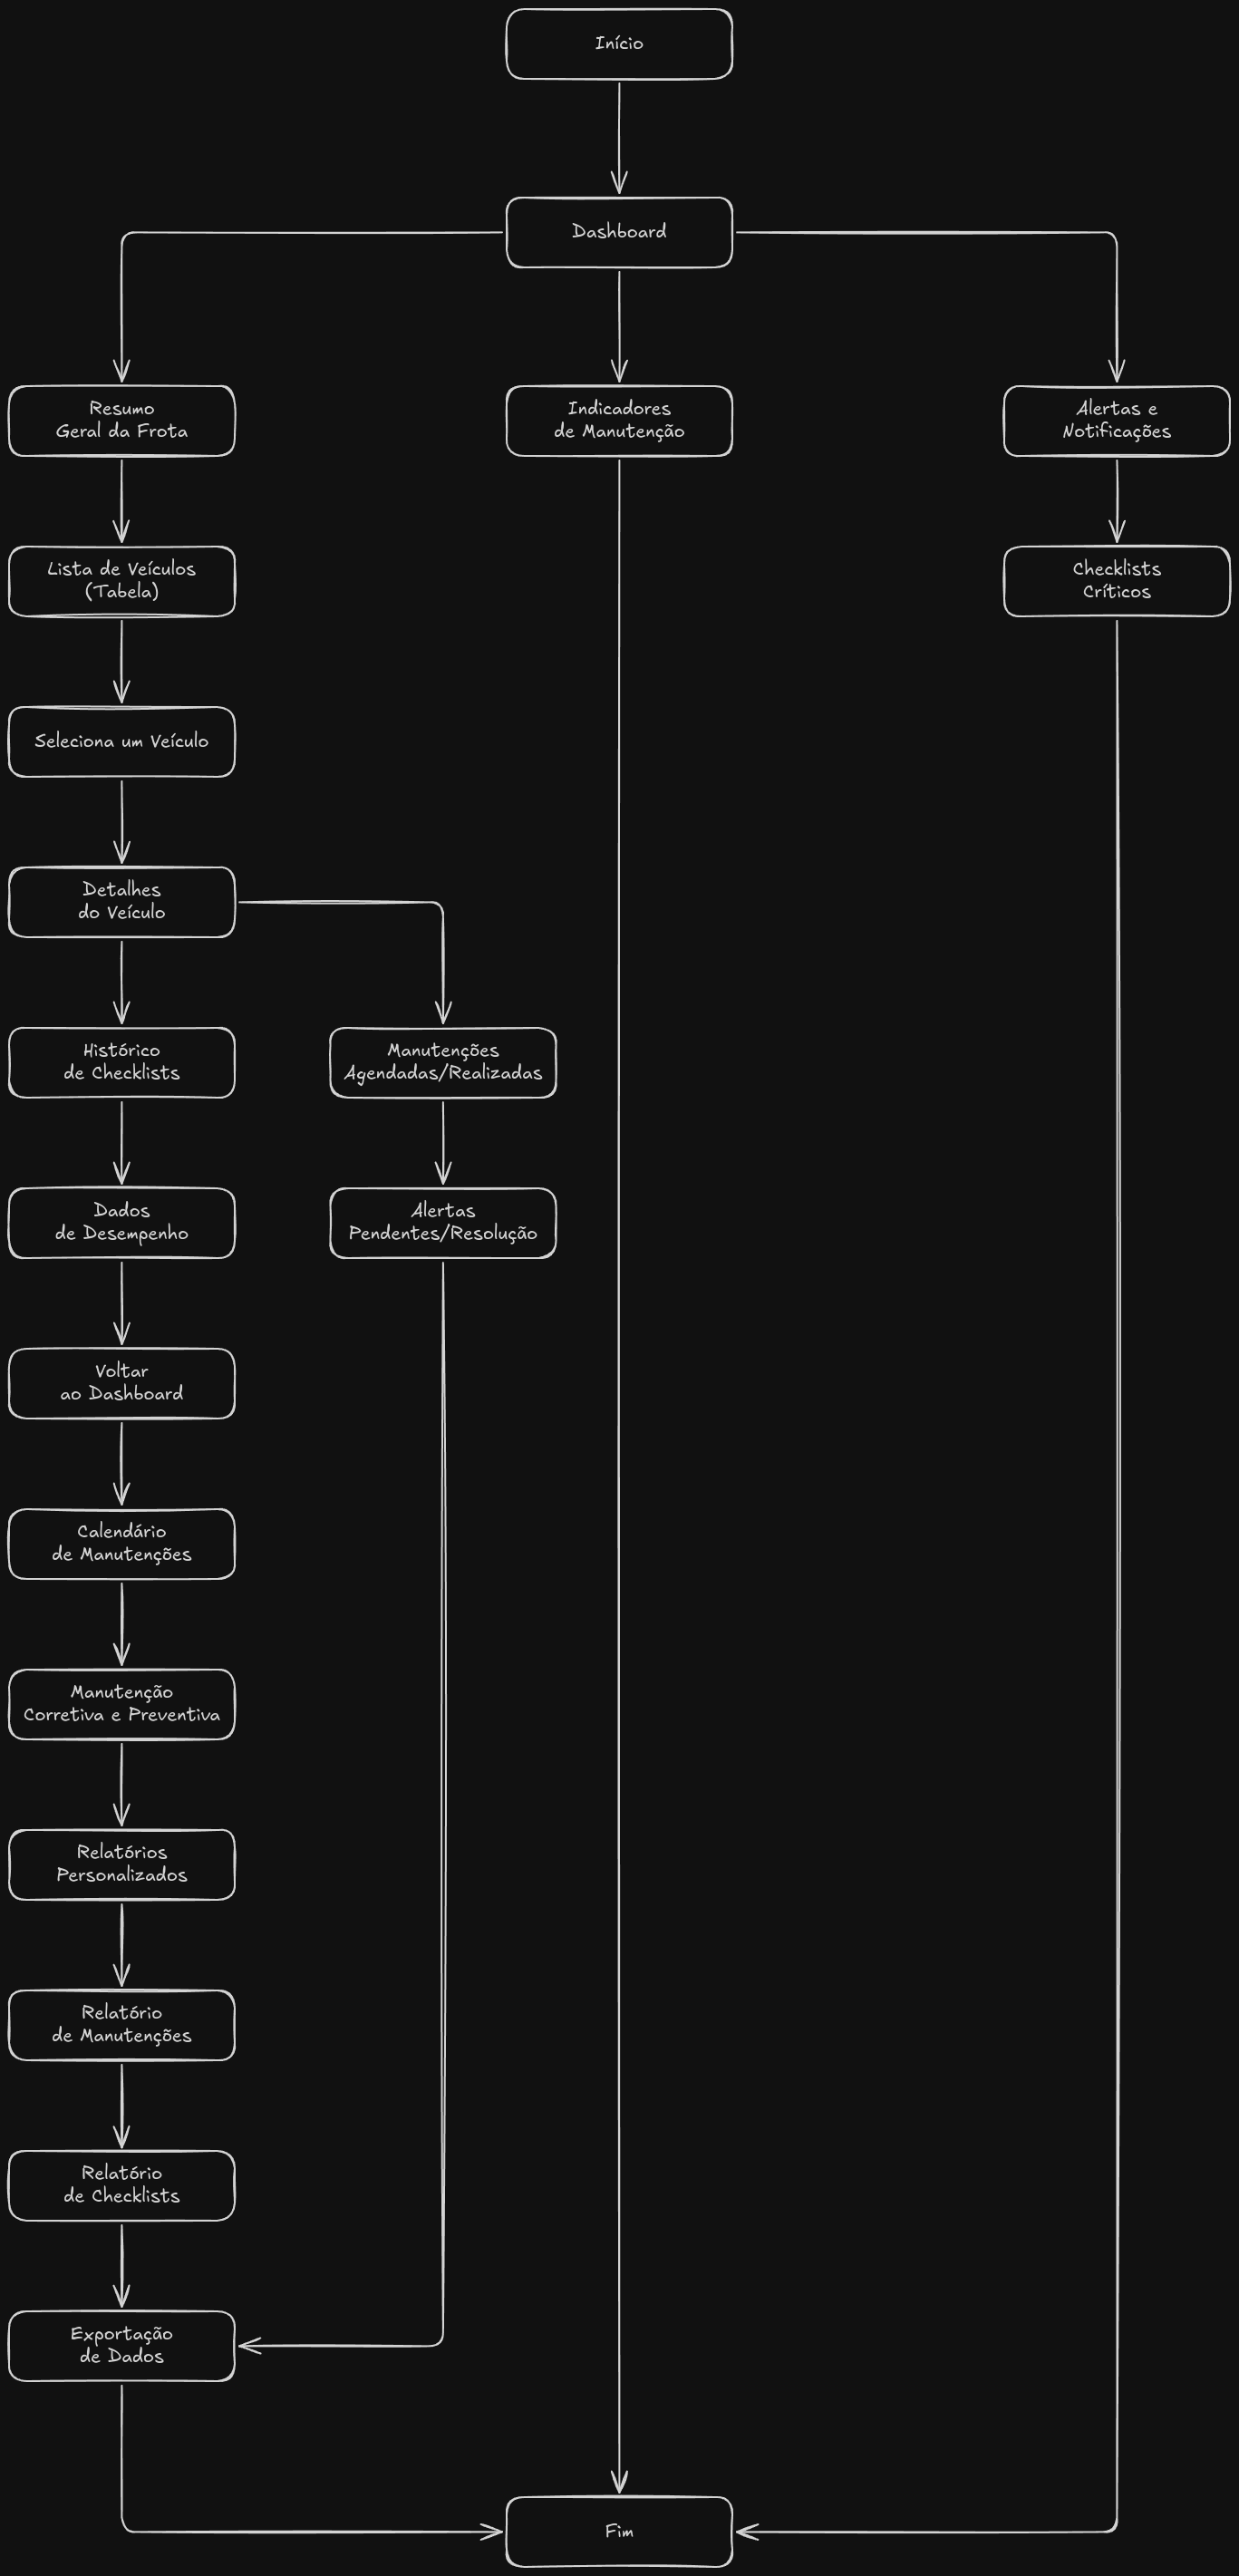 Início
Dashboard
Resumo
Geral da Frota
Indicadores
de Manutenção
Alertas e
Notificações
Lista de Veículos
(Tabela)
Checklists
Críticos
Seleciona um Veículo
Detalhes
do Veículo
Histórico
de Checklists
Manutenções
Agendadas/Realizadas
Dados
de Desempenho
Alertas
Pendentes/Resolução
Voltar
ao Dashboard
Calendário
de Manutenções
Manutenção
Corretiva e Preventiva
Relatórios
Personalizados
Relatório
de Manutenções
Relatório
de Checklists
Exportação
de Dados
Fim